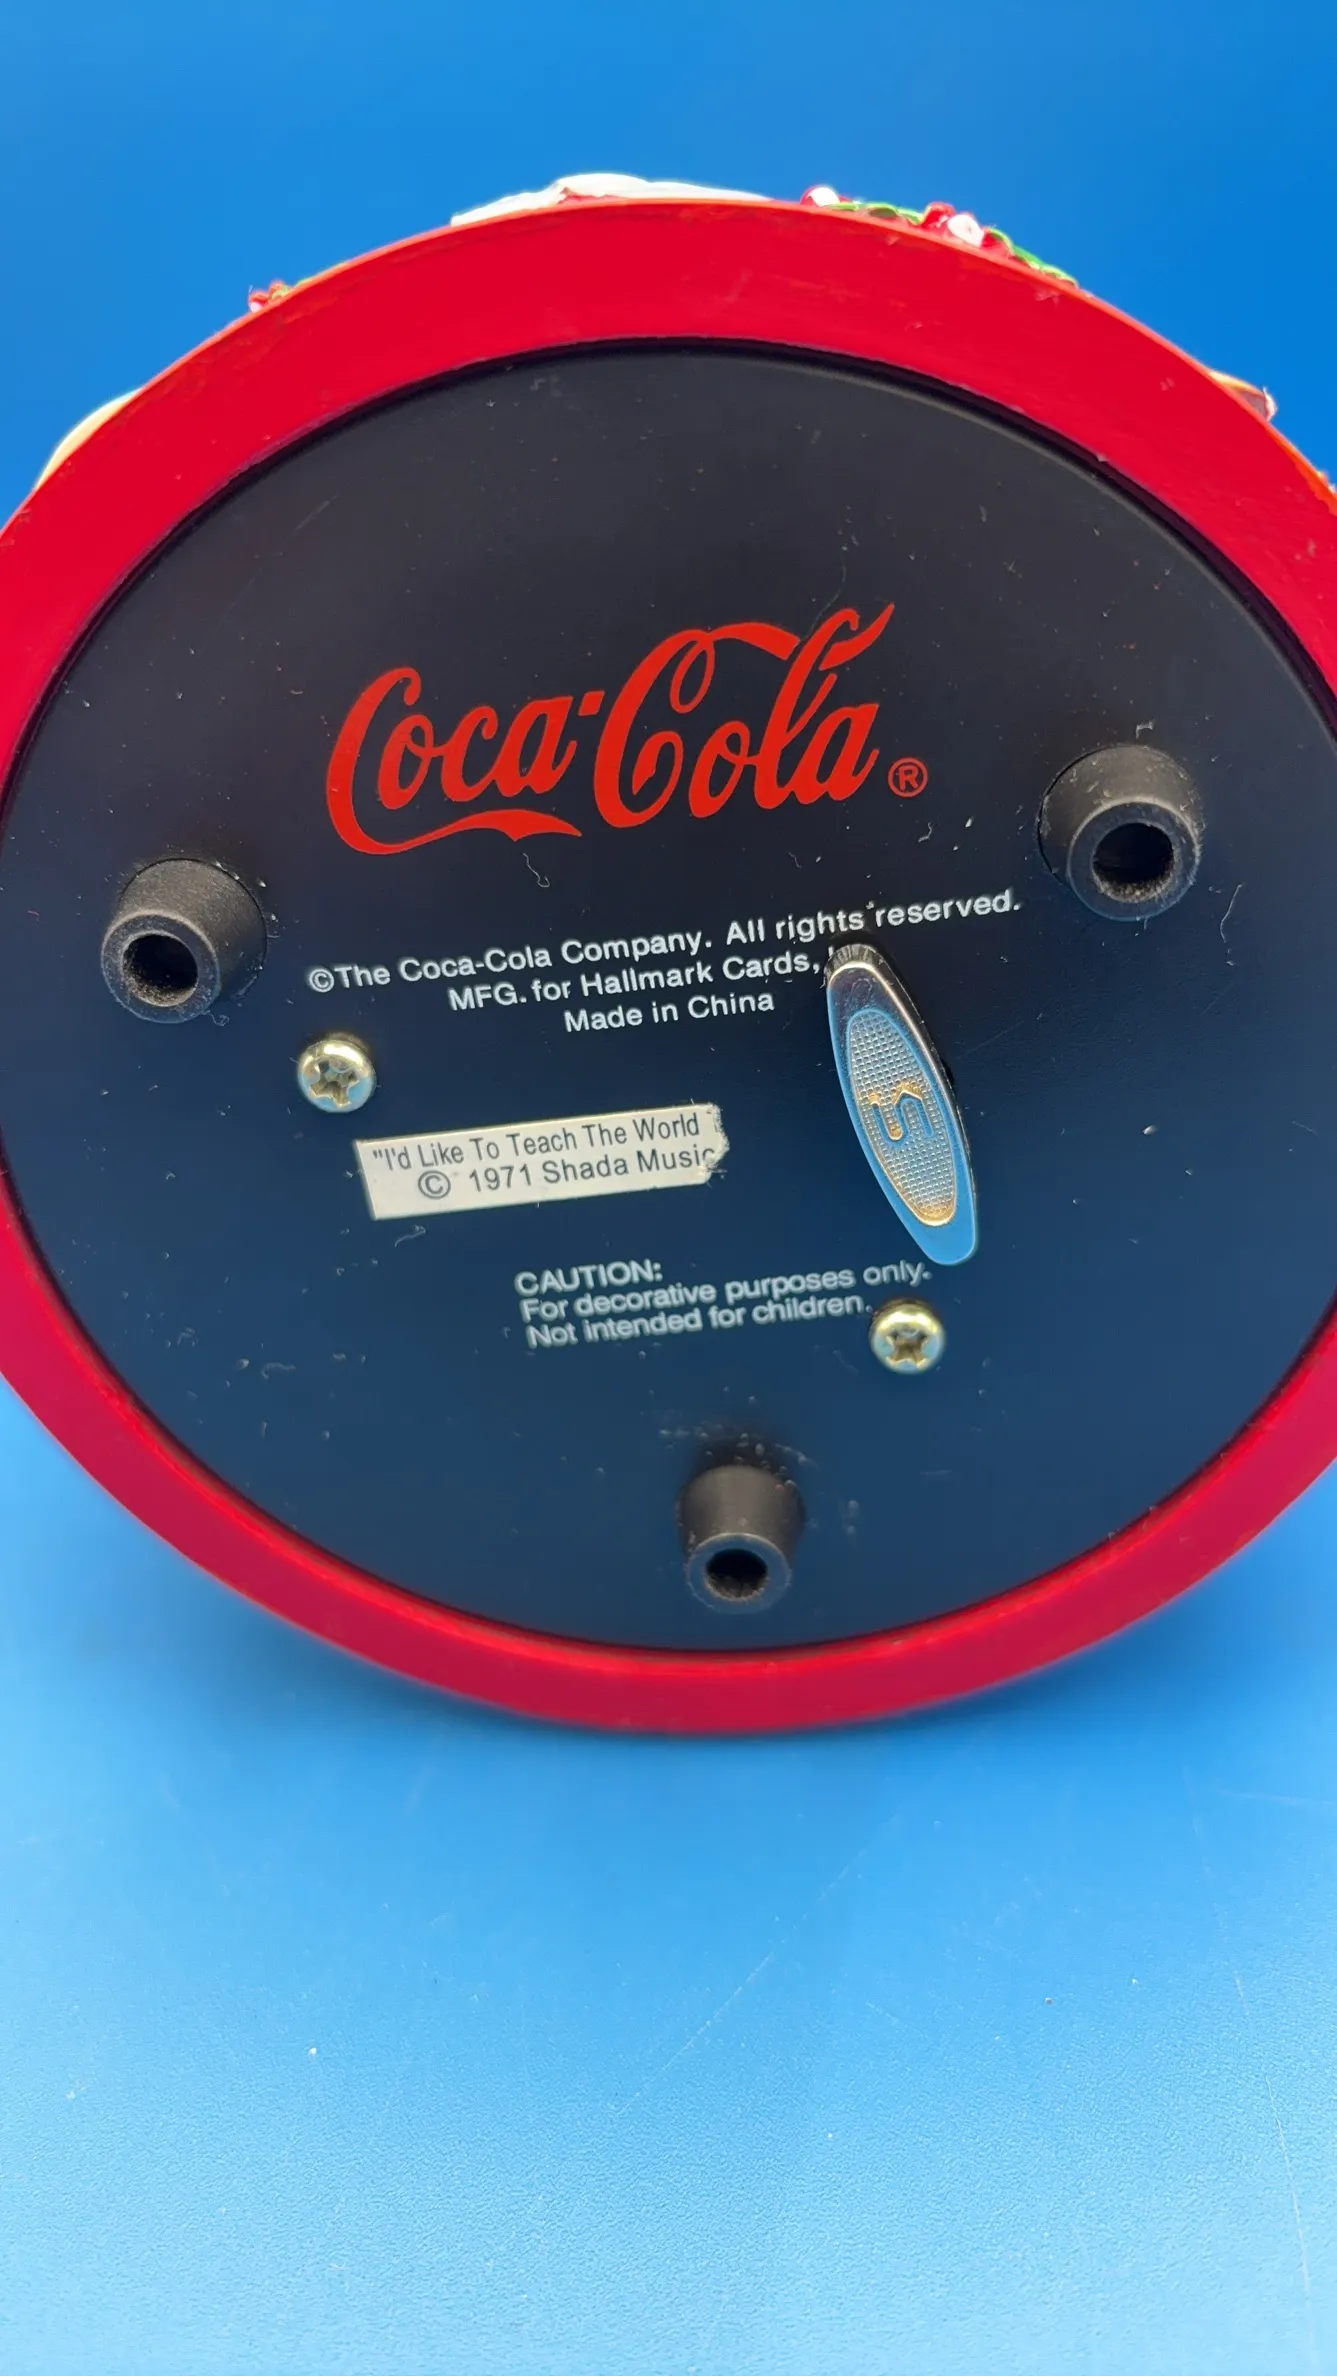 Coca-Cola®
©The Coca-Cola Company. All rights reserved.
MFG. for Hallmark Cards,
Made in China
"I'd Like To Teach The World
© 1971 Shada Music
CAUTION:
For decorative purposes only.
Not intended for children.